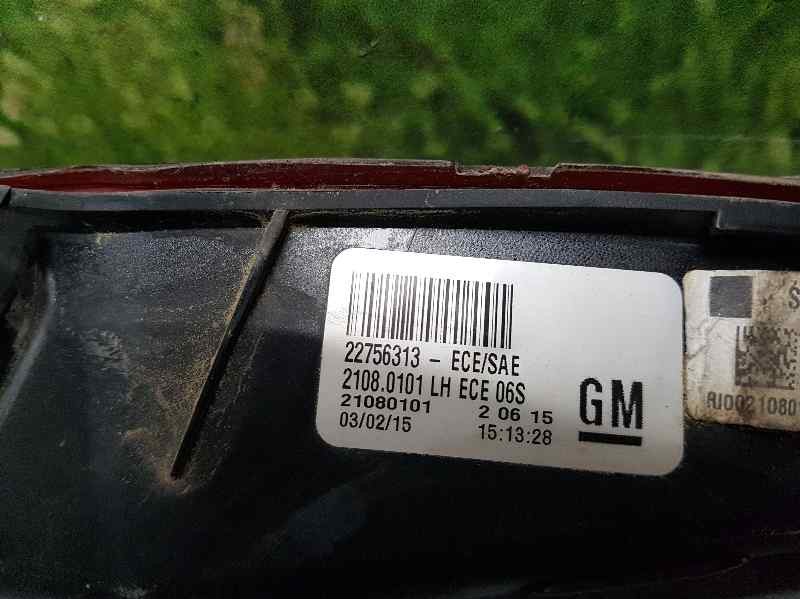 22756313 - ECE/SAE
2108.0101 LH ECE 06S
21080101 2 06 15
03/02/15 15:13:28
GM
S
AJ0021080